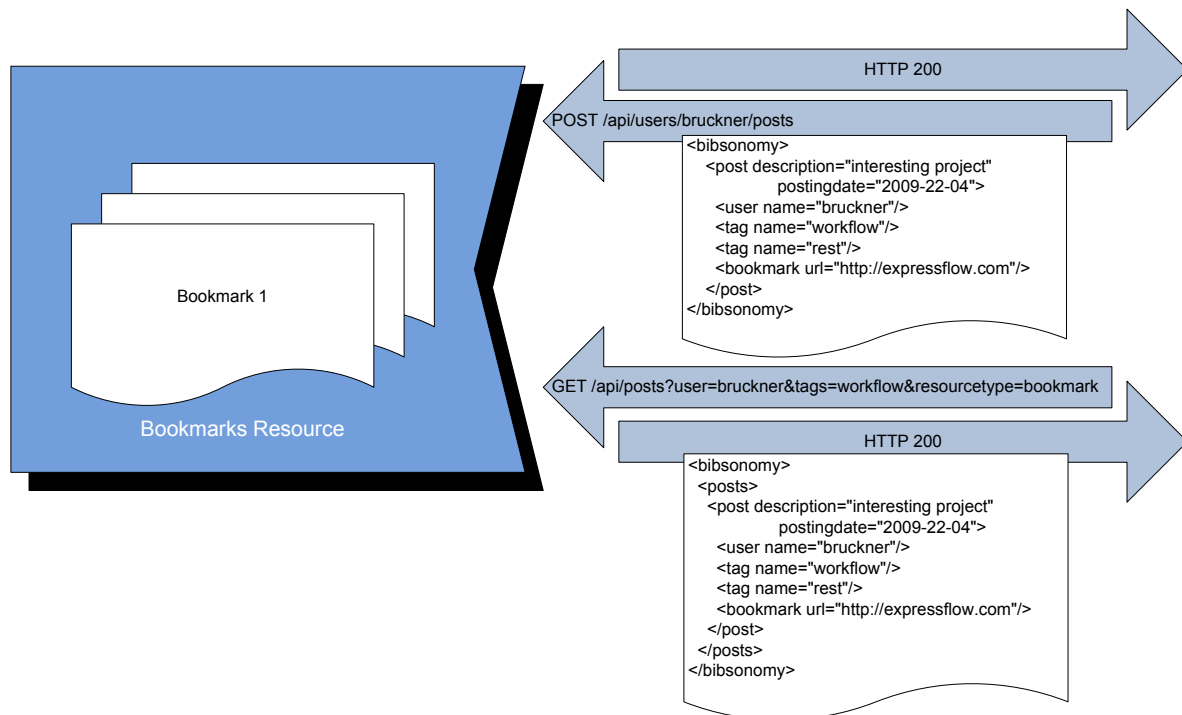 HTTP 200
POST /api/users/bruckner/posts
<bibsonomy>
<post description="interesting project"
postingdate="2009-22-04">
<user name="bruckner"/>
<tag name="workflow"/>
<tag name="rest"/>
<bookmark url="http://expressflow.com"/>
</post>
</bibsonomy>
Bookmark 1
Bookmarks Resource
GET /api/posts?user=bruckner&tags=workflow&resourcetype=bookmark
HTTP 200
<bibsonomy>
<posts>
<post description="interesting project"
postingdate="2009-22-04">
<user name="bruckner"/>
<tag name="workflow"/>
<tag name="rest"/>
<bookmark url="http://expressflow.com"/>
</post>
</posts>
</bibsonomy>